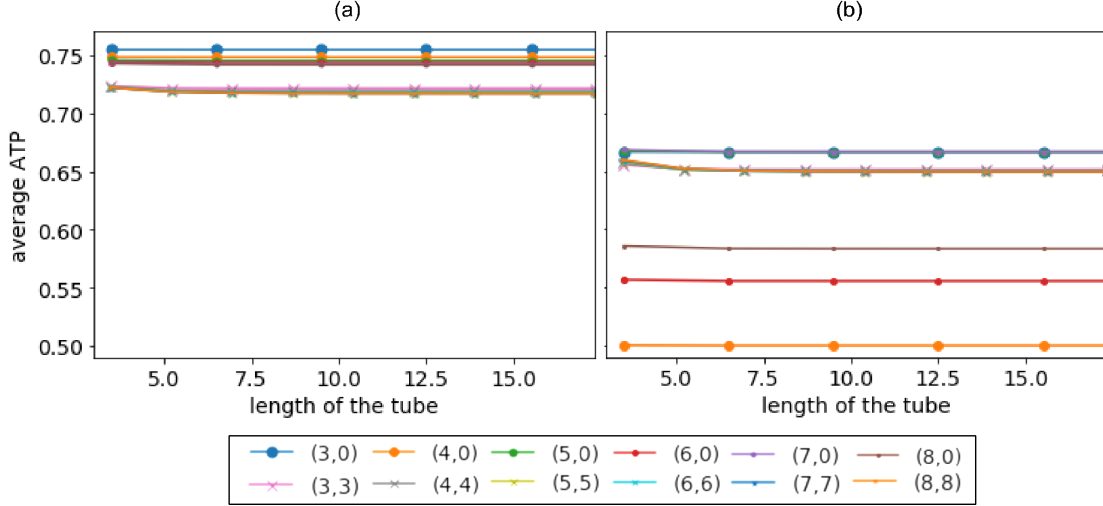 (a) (b)
average ATP
0.75
0.70
0.65
0.60
0.55
0.50
5.0 7.5 10.0 12.5 15.0
5.0 7.5 10.0 12.5 15.0
length of the tube length of the tube
(3,0) (4,0) (5,0) (6,0) (7,0) (8,0)
(3,3) (4,4) (5,5) (6,6) (7,7) (8,8)